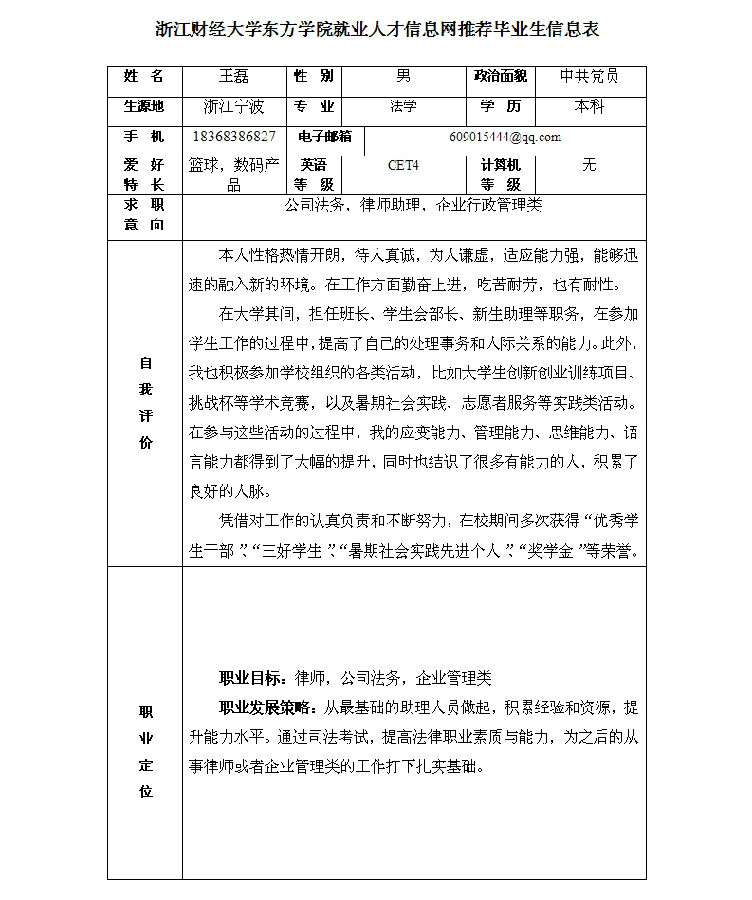 浙江财经大学东方学院就业人才信息网推荐毕业生信息表
姓 名 王磊 性 别 男 政治面貌 中共党员
生源地 浙江宁波 专 业 法学 学 历 本科
手 机 18368386827 电子邮箱 609015444@qq.com
爱 好 篮球，数码产 英语 CET4 计算机 无
特 长 品 等 级 等 级
求 职 公司法务，律师助理，企业行政管理类
意 向
本人性格热情开朗，待人真诚，为人谦虚，适应能力强，能够迅
速的融入新的环境。在工作方面勤奋上进，吃苦耐劳，也有耐性。
在大学其间，担任班长、学生会部长、新生助理等职务，在参加
学生工作的过程中，提高了自己的处理事务和人际关系的能力。此外，
自 我也积极参加学校组织的各类活动，比如大学生创新创业训练项目、
我 挑战杯等学术竞赛，以及暑期社会实践、志愿者服务等实践类活动。
评 在参与这些活动的过程中，我的应变能力、管理能力、思维能力、语
价 言能力都得到了大幅的提升，同时也结识了很多有能力的人，积累了
良好的人脉。
凭借对工作的认真负责和不断努力，在校期间多次获得“优秀学
生干部”、“三好学生”、“暑期社会实践先进个人”、“奖学金”等荣誉。
职业目标：律师，公司法务，企业管理类
职 职业发展策略：从最基础的助理人员做起，积累经验和资源，提
业 升能力水平。通过司法考试，提高法律职业素质与能力，为之后的从
定 事律师或者企业管理类的工作打下扎实基础。
位